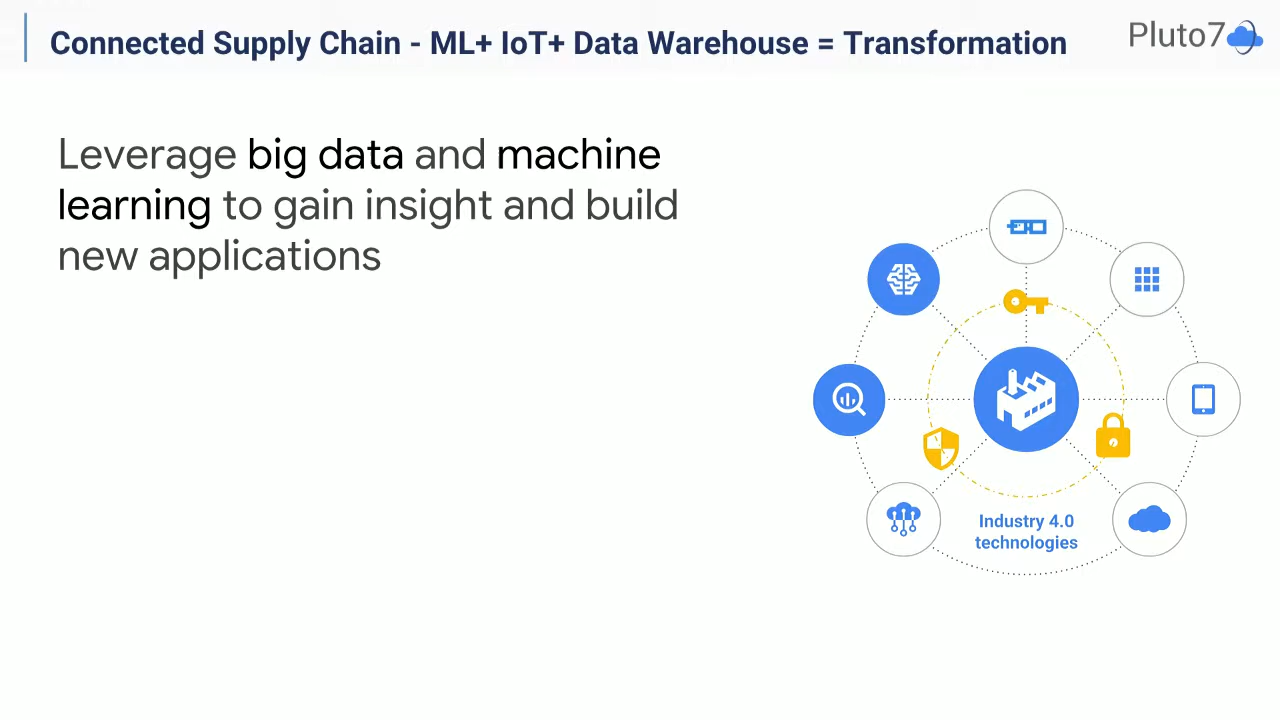 Connected Supply Chain - ML+ IoT+ Data Warehouse = Transformation
Pluto7
Leverage big data and machine
learning to gain insight and build
new applications
Industry 4.0
technologies